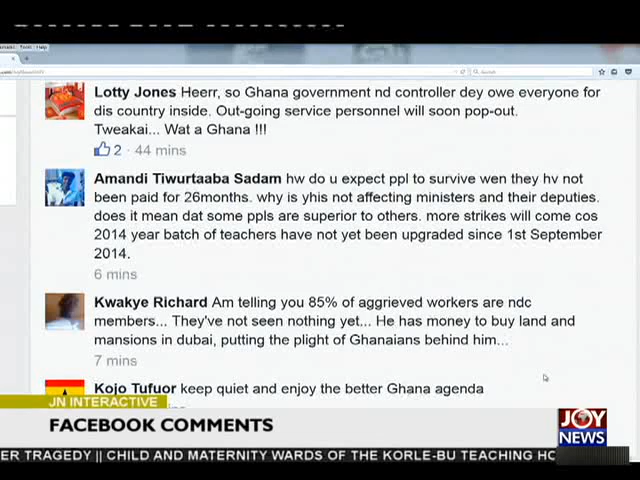 Tools Help
Search
Lotty Jones Heerr, so Ghana government nd controller dey owe everyone for
dis country inside. Out-going service personnel will soon pop-out.
Tweakai... Wat a Ghana !!!
2 · 44 mins
Amandi Tiwurtaaba Sadam hw do u expect ppl to survive wen they hv not
been paid for 26months. why is yhis not affecting ministers and their deputies.
does it mean dat some ppls are superior to others. more strikes will come cos
2014 year batch of teachers have not yet been upgraded since 1st September
2014.
6 mins
Kwakye Richard Am telling you 85% of aggrieved workers are ndc
members... They've not seen nothing yet... He has money to buy land and
mansions in dubai, putting the plight of Ghanaians behind him...
7 mins
Kojo Tufuor keep quiet and enjoy the better Ghana agenda
JN INTERACTIVE
FACEBOOK COMMENTS
JOY
NEWS
ER TRAGEDY || CHILD AND MATERNITY WARDS OF THE KORLE-BU TEACHING HO